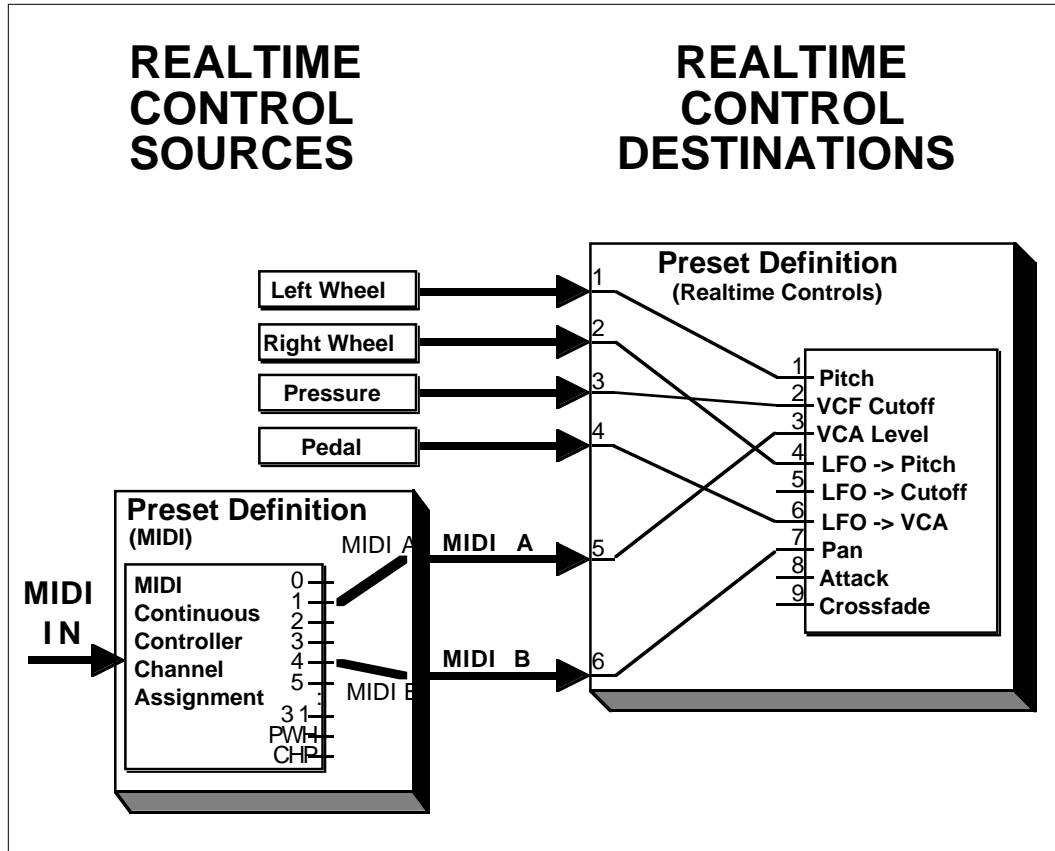 REALTIME
CONTROL
SOURCES
REALTIME
CONTROL
DESTINATIONS
Left Wheel
Right Wheel
Pressure
Pedal
1
2
3
4
5
6
Preset Definition
(Realtime Controls)
1 Pitch
2 VCF Cutoff
3 VCA Level
4 LFO -> Pitch
5 LFO -> Cutoff
6 LFO -> VCA
7 Pan
8 Attack
9 Crossfade
Preset Definition
(MIDI)
MIDI A
MIDI A
MIDI B
MIDI B
MIDI
IN
MIDI
Continuous
Controller
Channel
Assignment
0
1
2
3
4
5
:
31
PWH
CHP